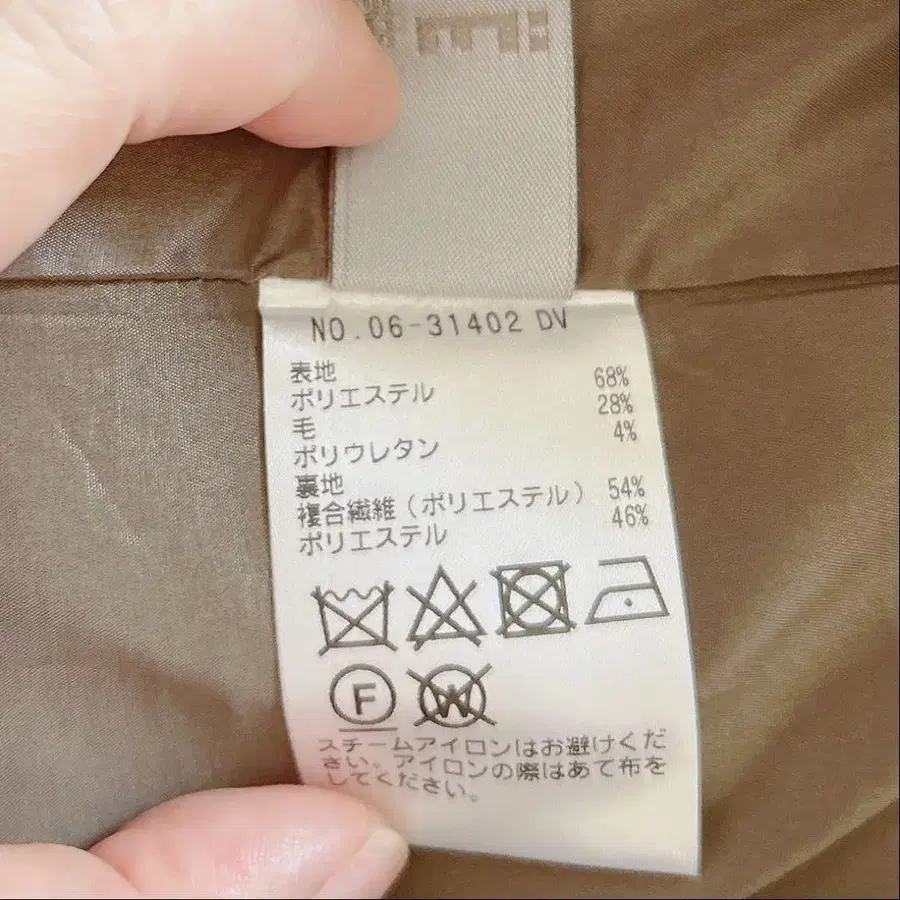 NO.06-31402 DV
表地
ポリエステル 68%
毛 28%
ポリウレタン 4%
裏地
複合繊維(ポリエステル) 54%
ポリエステル 46%
F
W
スチームアイロンはお避けくだ
さい。アイロンの際はあて布を
してください。